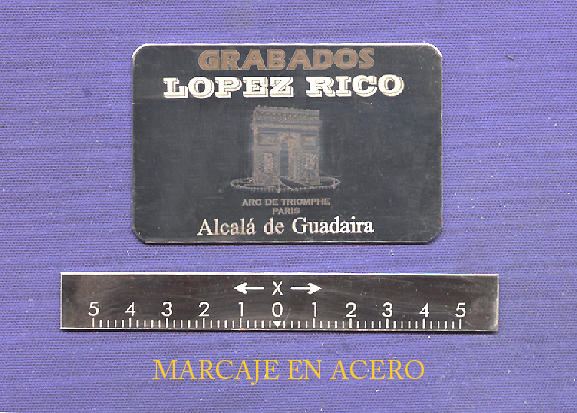 GRABADOS
LOPEZ RICO
ARC DE TRIOMPHE
PARIS
Alcalá de Guadaira
← X →
5 4 3 2 1 0 1 2 3 4 5
MARCAJE EN ACERO